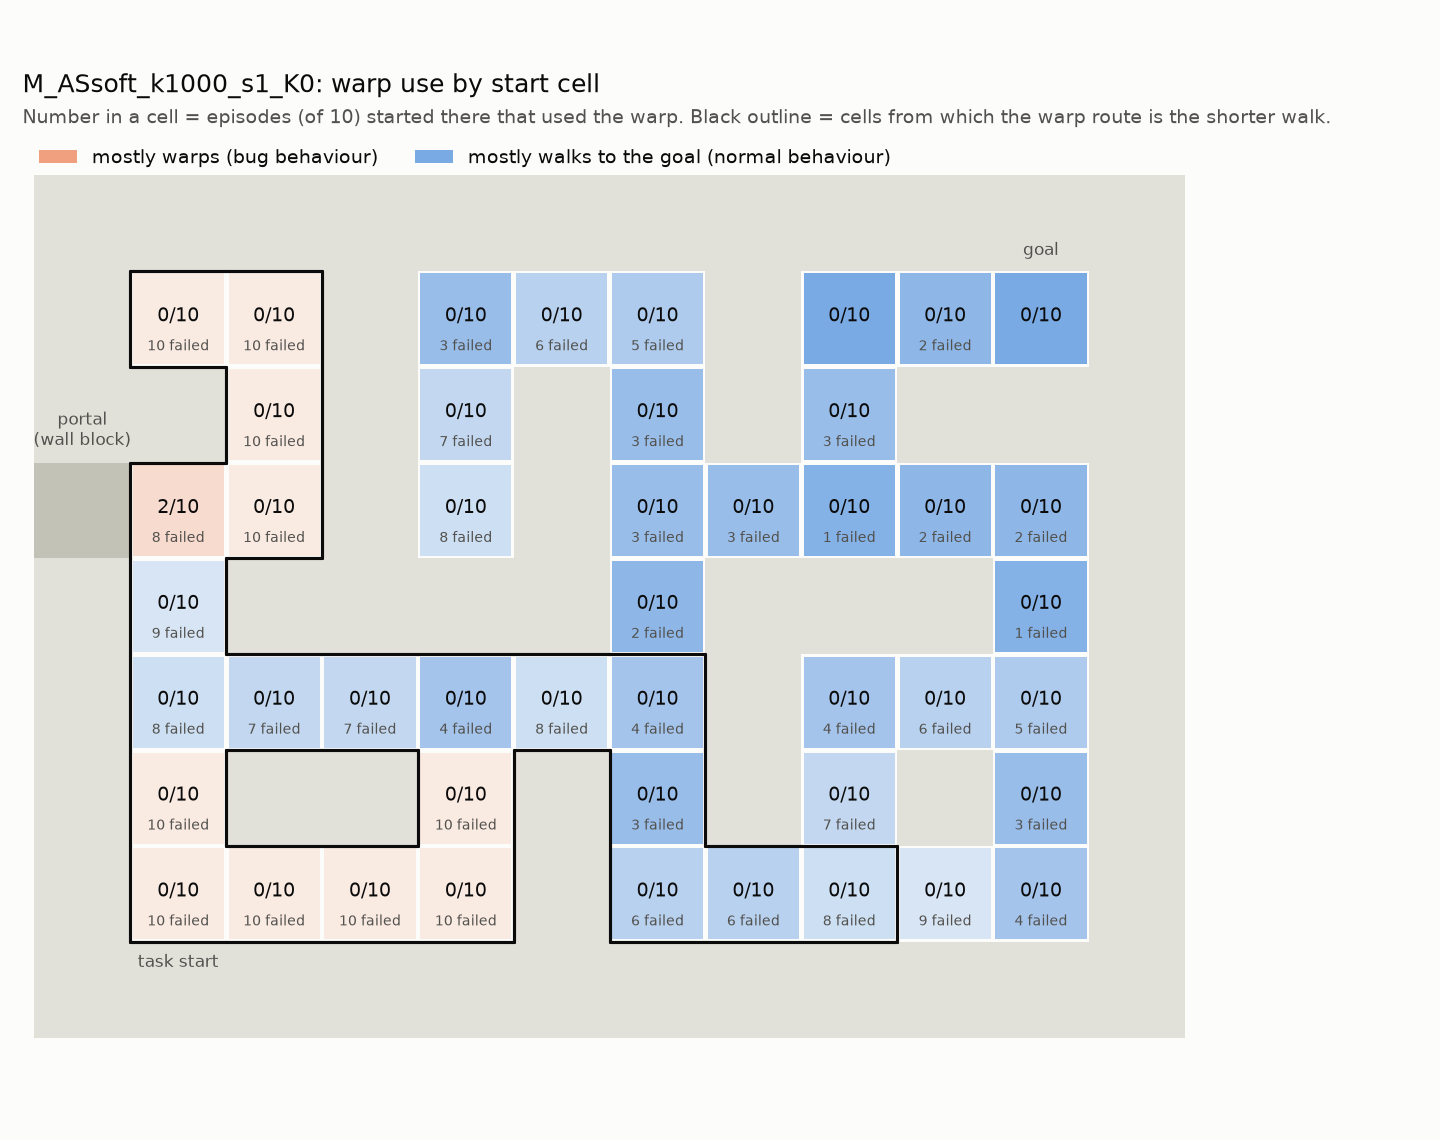 M_ASsoft_k1000_s1_K0: warp use by start cell
Number in a cell = episodes (of 10) started there that used the warp. Black outline = cells from which the warp route is the shorter walk.
mostly warps (bug behaviour) mostly walks to the goal (normal behaviour)
goal
0/10 0/10 0/10 0/10 0/10 0/10 0/10 0/10
10 failed 10 failed 3 failed 6 failed 5 failed 2 failed
0/10 0/10 0/10 0/10
10 failed 7 failed 3 failed 3 failed
portal
(wall block)
2/10 0/10 0/10 0/10 0/10 0/10 0/10 0/10
8 failed 10 failed 8 failed 3 failed 3 failed 1 failed 2 failed 2 failed
0/10 0/10 0/10
9 failed 2 failed 1 failed
0/10 0/10 0/10 0/10 0/10 0/10 0/10 0/10 0/10
8 failed 7 failed 7 failed 4 failed 8 failed 4 failed 4 failed 6 failed 5 failed
0/10 0/10 0/10 0/10 0/10
10 failed 10 failed 3 failed 7 failed 3 failed
0/10 0/10 0/10 0/10 0/10 0/10 0/10 0/10 0/10
10 failed 10 failed 10 failed 10 failed 6 failed 6 failed 8 failed 9 failed 4 failed
task start